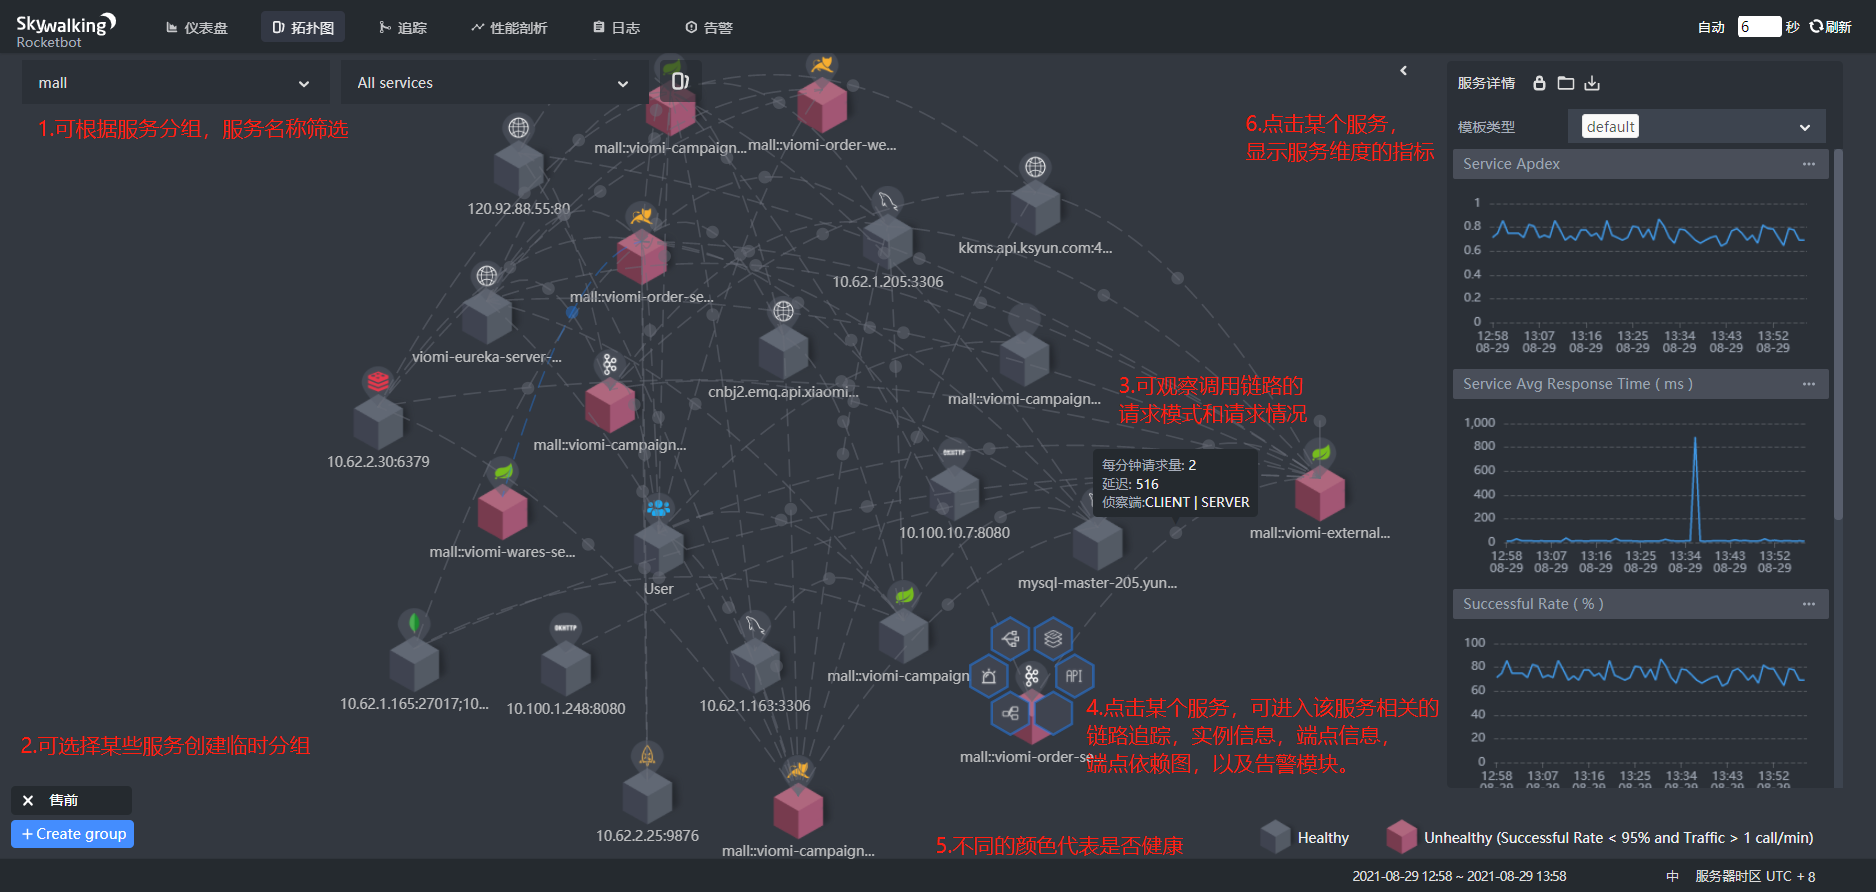 Skywalking
Rocketbot
仪表盘
拓扑图
追踪
性能剖析
日志
告警
自动 6 秒 刷新
mall
All services
1.可根据服务分组，服务名称筛选
6.点击某个服务，
显示服务维度的指标
服务详情
模板类型 default
mall::viomi-campaign...
mall::viomi-order-we...
120.92.88.55:80
kkms.api.ksyun.com:4...
10.62.1.205:3306
mall::viomi-order-se...
viomi-eureka-server-...
cnbj2.emq.api.xiaomi...
mall::viomi-campaign...
3.可观察调用链路的
请求模式和请求情况
mall::viomi-campaign...
10.62.2.30:6379
每分钟请求量: 2
延迟: 516
侦察端:CLIENT | SERVER
OKHTTP
10.100.10.7:8080
mall::viomi-external...
mall::viomi-wares-se...
User
mysql-master-205.yun...
OKHTTP
mall::viomi-campaign
API
10.62.1.165:27017;10...
10.100.1.248:8080
10.62.1.163:3306
4.点击某个服务，可进入该服务相关的
链路追踪，实例信息，端点信息，
端点依赖图，以及告警模块。
mall::viomi-order-se...
2.可选择某些服务创建临时分组
售前
+ Create group
10.62.2.25:9876
mall::viomi-campaign...
5.不同的颜色代表是否健康
Healthy
Unhealthy (Successful Rate < 95% and Traffic > 1 call/min)
Service Apdex
1
0.8
0.6
0.4
0.2
0
12:58 13:07 13:16 13:25 13:34 13:43 13:52
08-29 08-29 08-29 08-29 08-29 08-29 08-29
Service Avg Response Time ( ms )
1,000
800
600
400
200
0
12:58 13:07 13:16 13:25 13:34 13:43 13:52
08-29 08-29 08-29 08-29 08-29 08-29 08-29
Successful Rate ( % )
100
80
60
40
20
0
12:58 13:07 13:16 13:25 13:34 13:43 13:52
08-29 08-29 08-29 08-29 08-29 08-29 08-29
2021-08-29 12:58 ~ 2021-08-29 13:58
中
服务器时区 UTC + 8